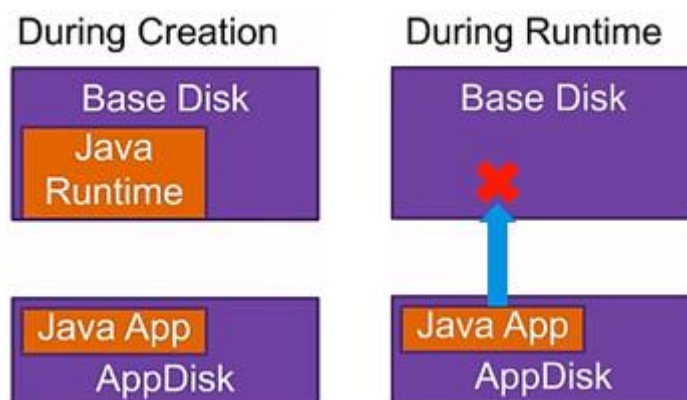 During Creation
Base Disk
Java
Runtime
Java App
AppDisk
During Runtime
Base Disk
Java App
AppDisk